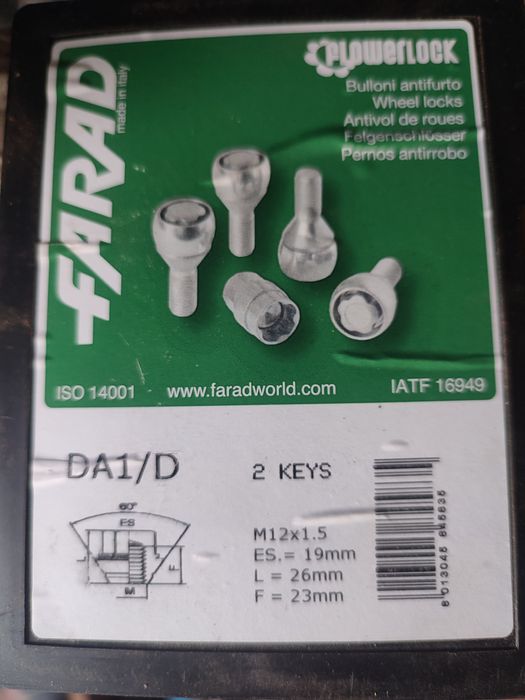 FLOWERLOCK
Bulloni antifurto
Wheel locks
Antivol de roues
Felgenschlösser
Pernos antirrobo
FARAD
made in Italy
ISO 14001
www.faradworld.com
IATF 16949
DA1/D
2 KEYS
60°
ES
F
M
M12x1.5
ES.= 19mm
L = 26mm
F = 23mm